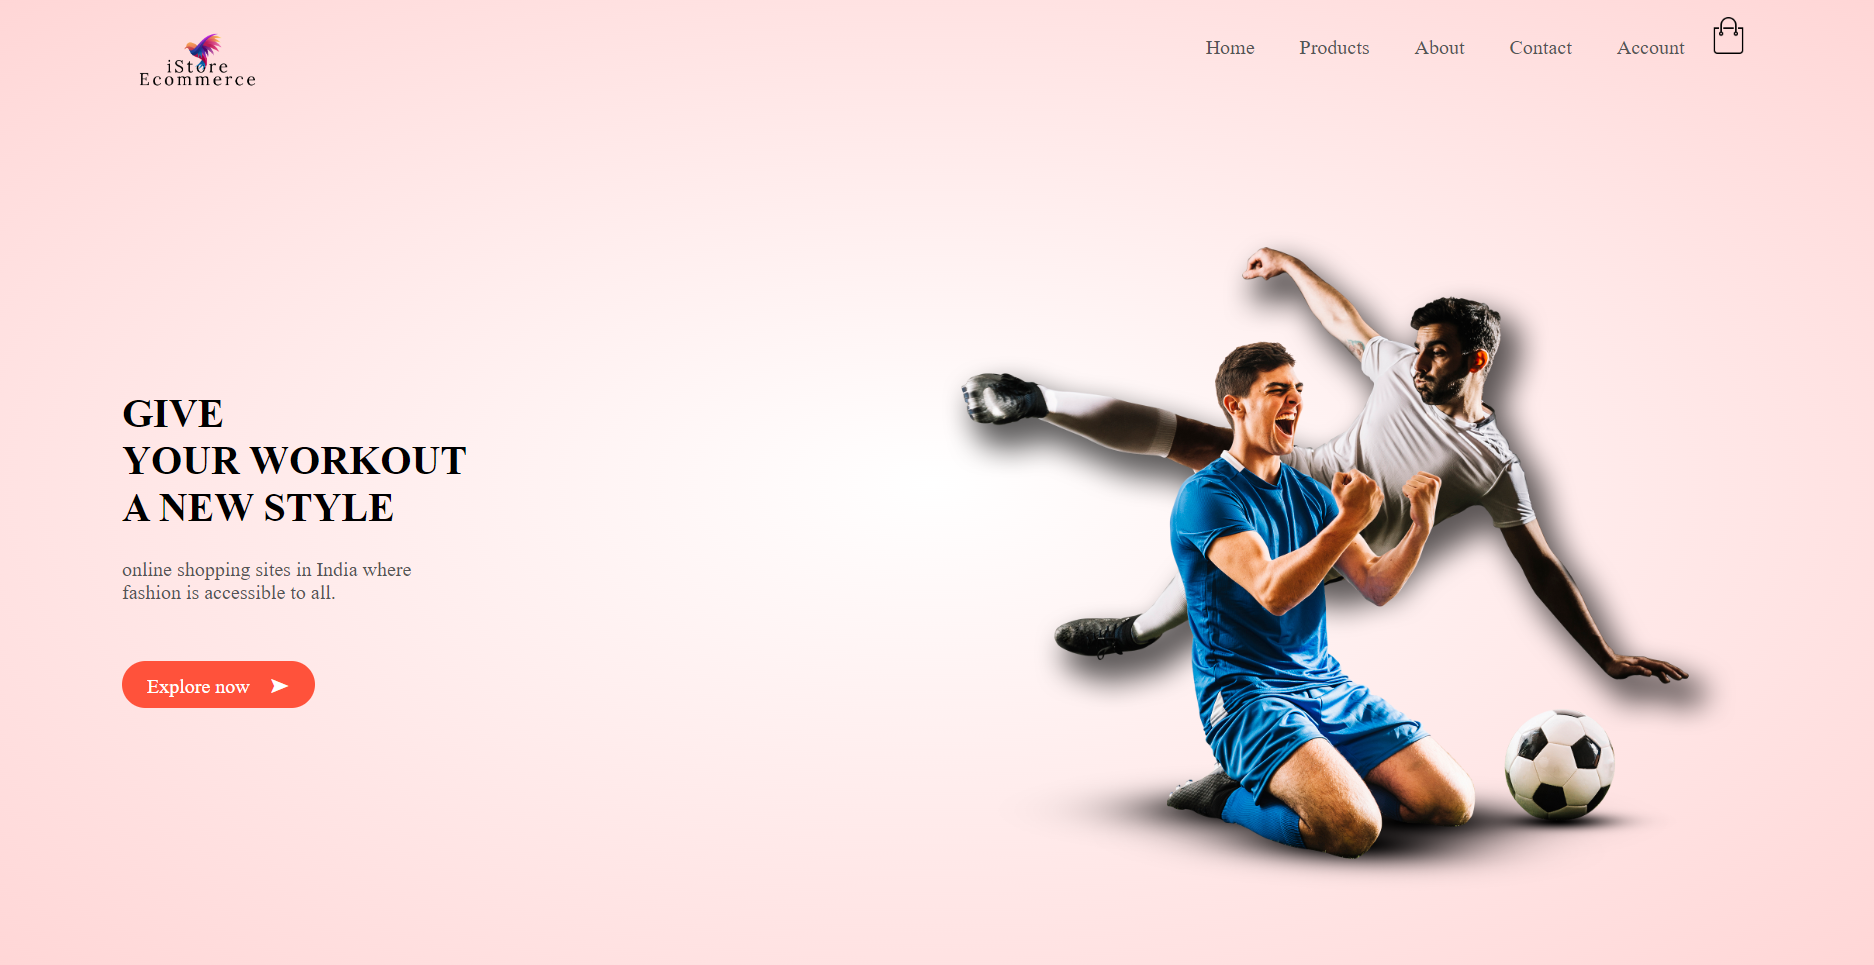 iStore
Ecommerce
Home Products About Contact Account
GIVE
YOUR WORKOUT
A NEW STYLE
online shopping sites in India where
fashion is accessible to all.
Explore now